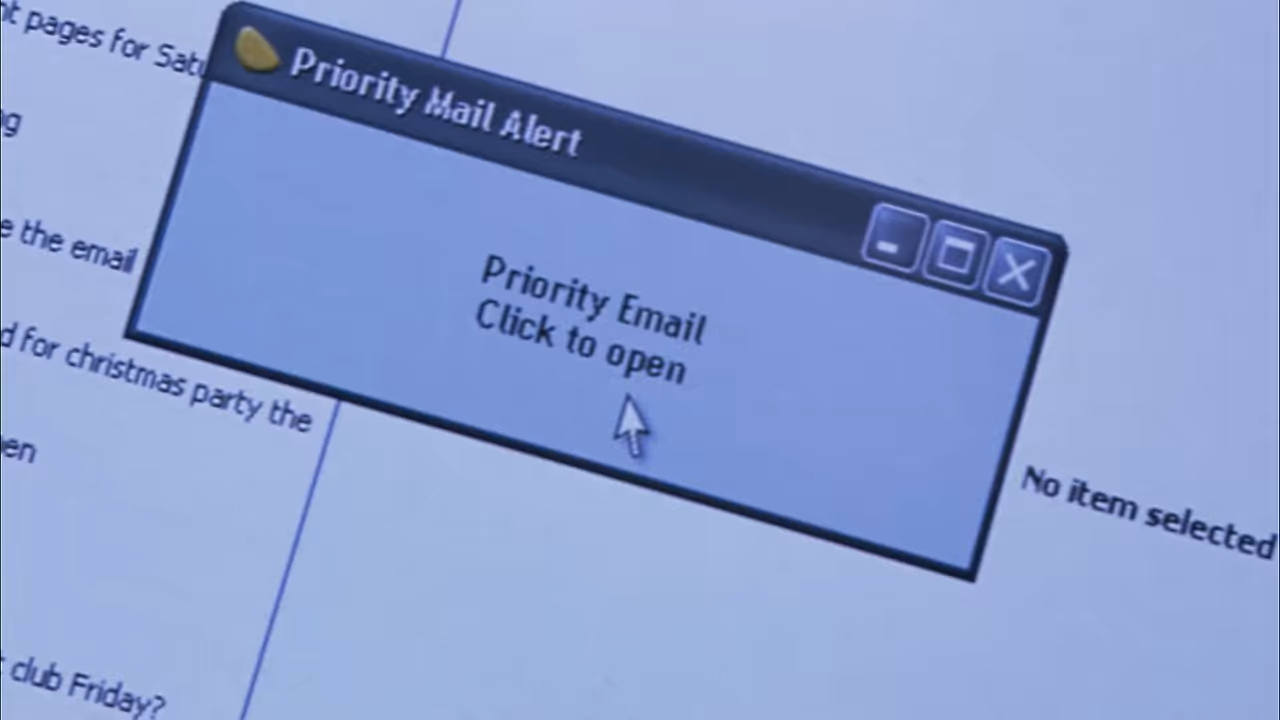 pages for
Priority Mail Alert
the email
Priority Email
Click to open
for christmas party the
No item selected
club Friday?